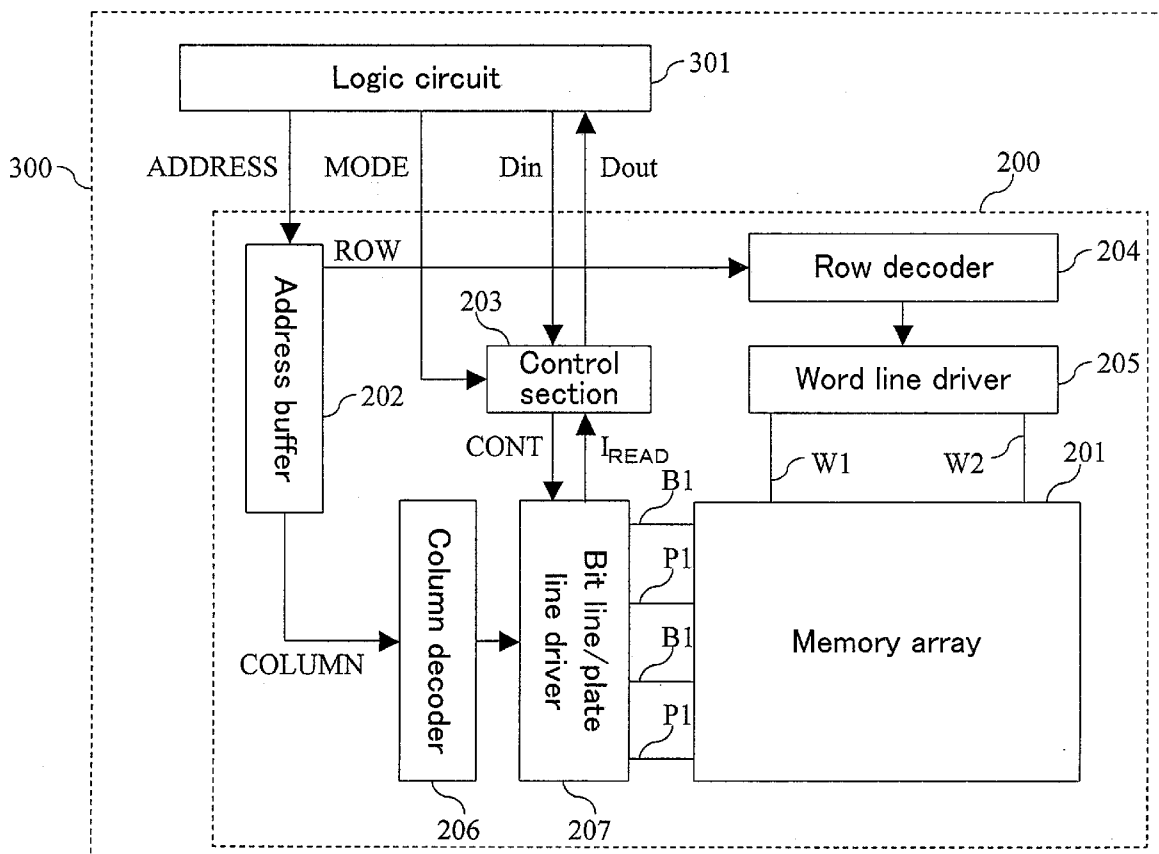 Logic circuit
301
300
ADDRESS
MODE
Din
Dout
200
ROW
Row decoder
204
Address buffer
202
203
Control
section
Word line driver
205
CONT
I_READ
W1
W2
201
B1
P1
B1
P1
COLUMN
Column decoder
206
Bit line/plate
line driver
207
Memory array